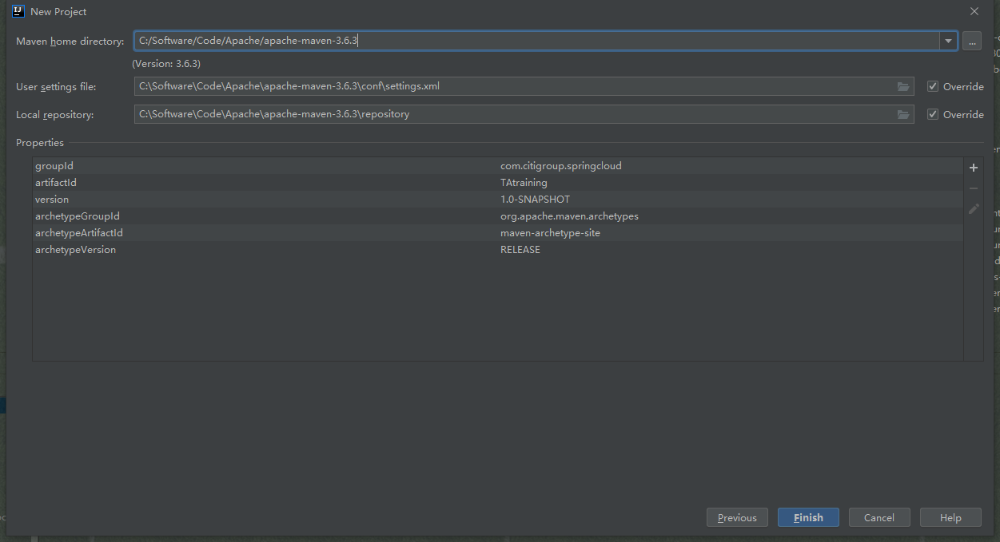 New Project
Maven home directory: C:/Software/Code/Apache/apache-maven-3.6.3
(Version: 3.6.3)
User settings file: C:\Software\Code\Apache\apache-maven-3.6.3\conf\settings.xml Override
Local repository: C:\Software\Code\Apache\apache-maven-3.6.3\repository Override
Properties
groupId com.citigroup.springcloud
artifactId TAtraining
version 1.0-SNAPSHOT
archetypeGroupId org.apache.maven.archetypes
archetypeArtifactId maven-archetype-site
archetypeVersion RELEASE
Previous Finish Cancel Help